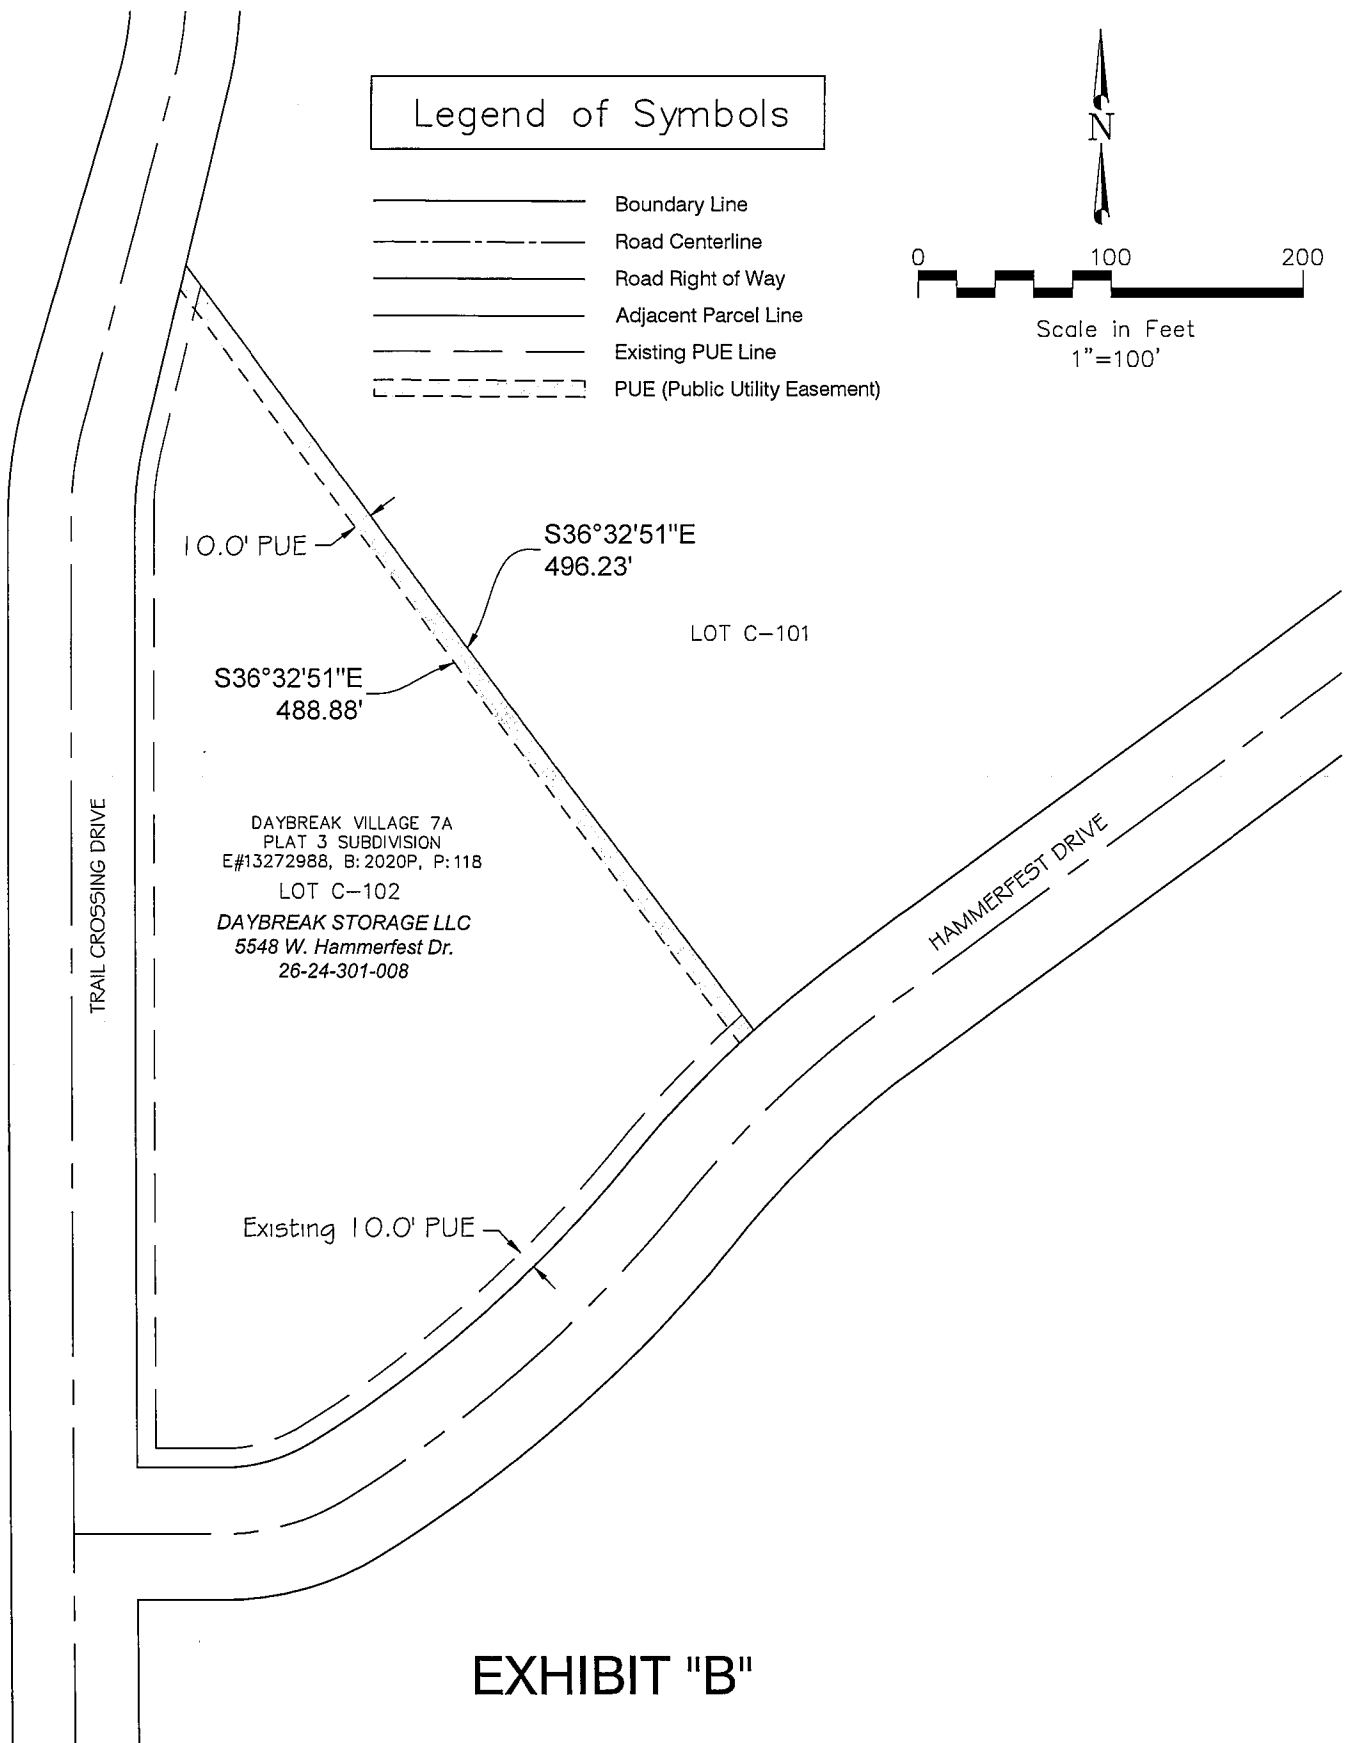 Legend of Symbols
Boundary Line
Road Centerline
Road Right of Way
Adjacent Parcel Line
Existing PUE Line
PUE (Public Utility Easement)
N
0 100 200
Scale in Feet
1"=100'
10.0' PUE
S36°32'51"E
496.23'
LOT C-101
S36°32'51"E
488.88'
DAYBREAK VILLAGE 7A
PLAT 3 SUBDIVISION
E#13272988, B: 2020P, P: 118
LOT C-102
DAYBREAK STORAGE LLC
5548 W. Hammerfest Dr.
26-24-301-008
TRAIL CROSSING DRIVE
HAMMERFEST DRIVE
Existing 10.0' PUE
EXHIBIT "B"